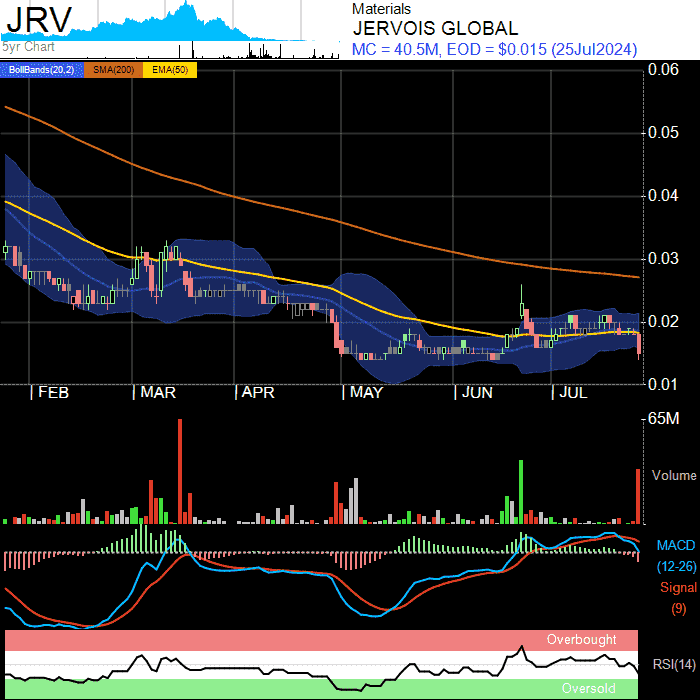 JRV
5yr Chart
Materials
JERVOIS GLOBAL
MC = 40.5M, EOD = $0.015 (25Jul2024)
BollBands(20,2) SMA(200) EMA(50)
0.06
0.05
0.04
0.03
0.02
0.01
FEB MAR APR MAY JUN JUL
65M
Volume
MACD
(12-26)
Signal
(9)
Overbought
RSI(14)
Oversold